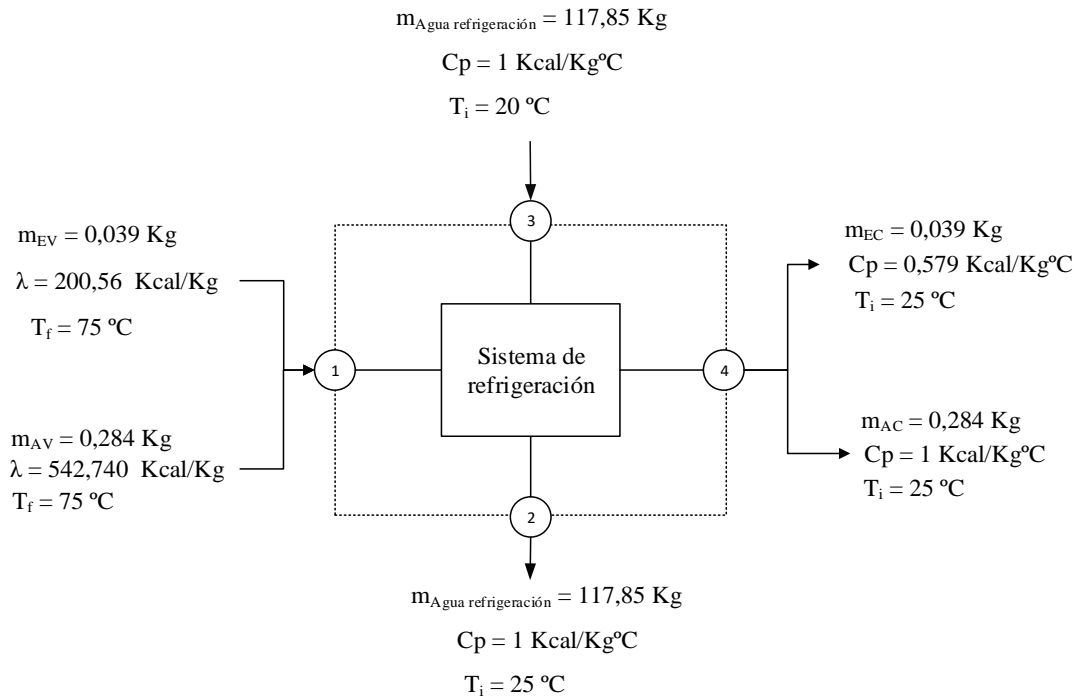 m Agua refrigeración = 117,85 Kg
Cp = 1 Kcal/KgºC
Ti = 20 ºC
3
mEV = 0,039 Kg
λ = 200,56 Kcal/Kg
Tf = 75 ºC
mEC = 0,039 Kg
Cp = 0,579 Kcal/KgºC
Ti = 25 ºC
1
Sistema de
refrigeración
4
mAV = 0,284 Kg
λ = 542,740 Kcal/Kg
Tf = 75 ºC
mAC = 0,284 Kg
Cp = 1 Kcal/KgºC
Ti = 25 ºC
2
m Agua refrigeración = 117,85 Kg
Cp = 1 Kcal/KgºC
Ti = 25 ºC